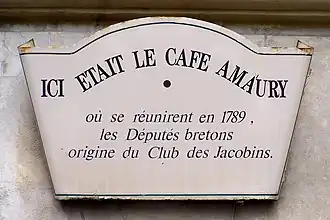 ICI ETAIT LE CAFE AMAURY
où se réunirent en 1789,
les Députés bretons
origine du Club des Jacobins.